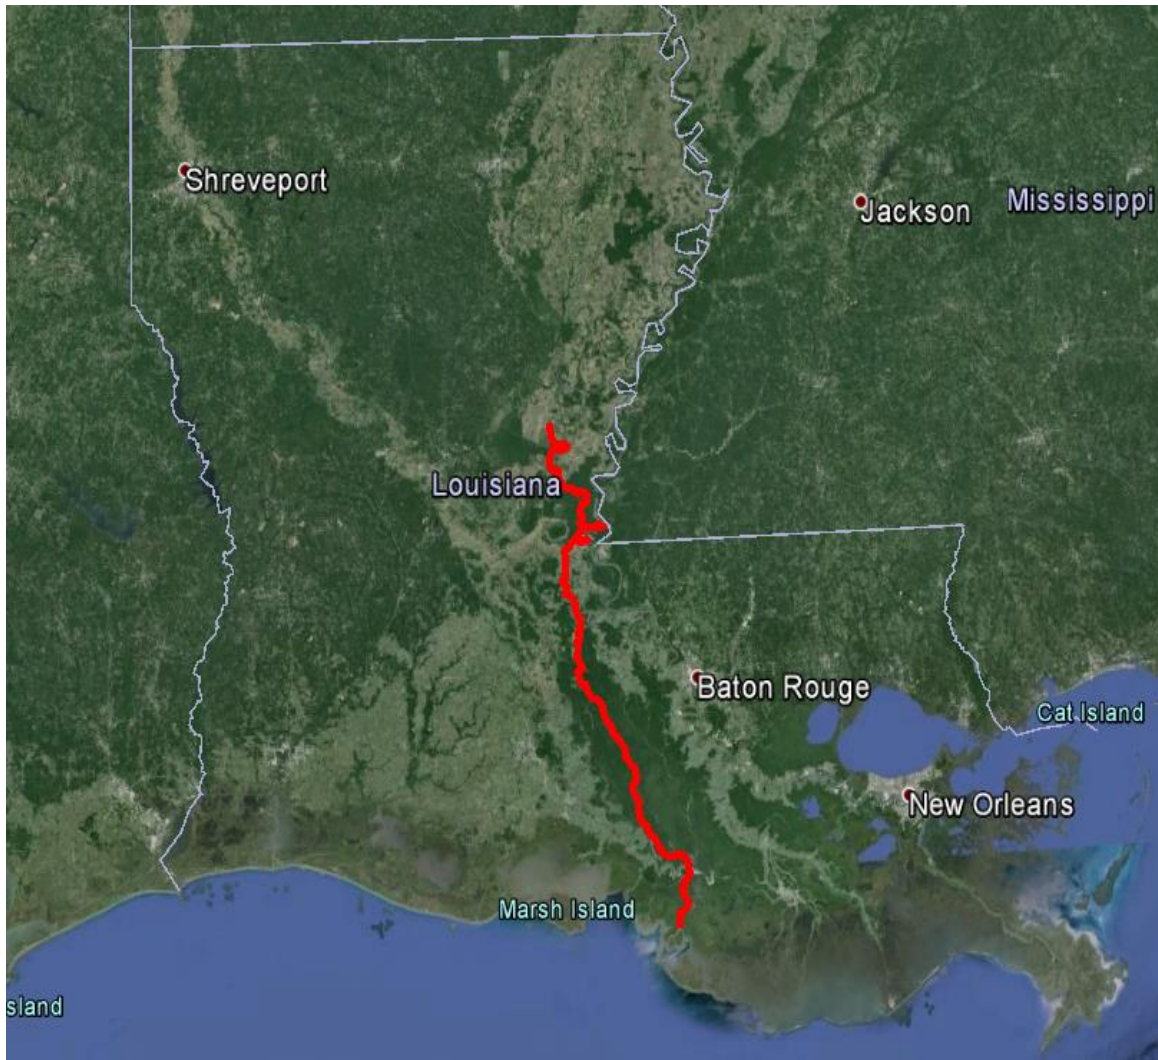 Shreveport
Jackson
Mississippi
Louisiana
Baton Rouge
Cat Island
New Orleans
Marsh Island
sland